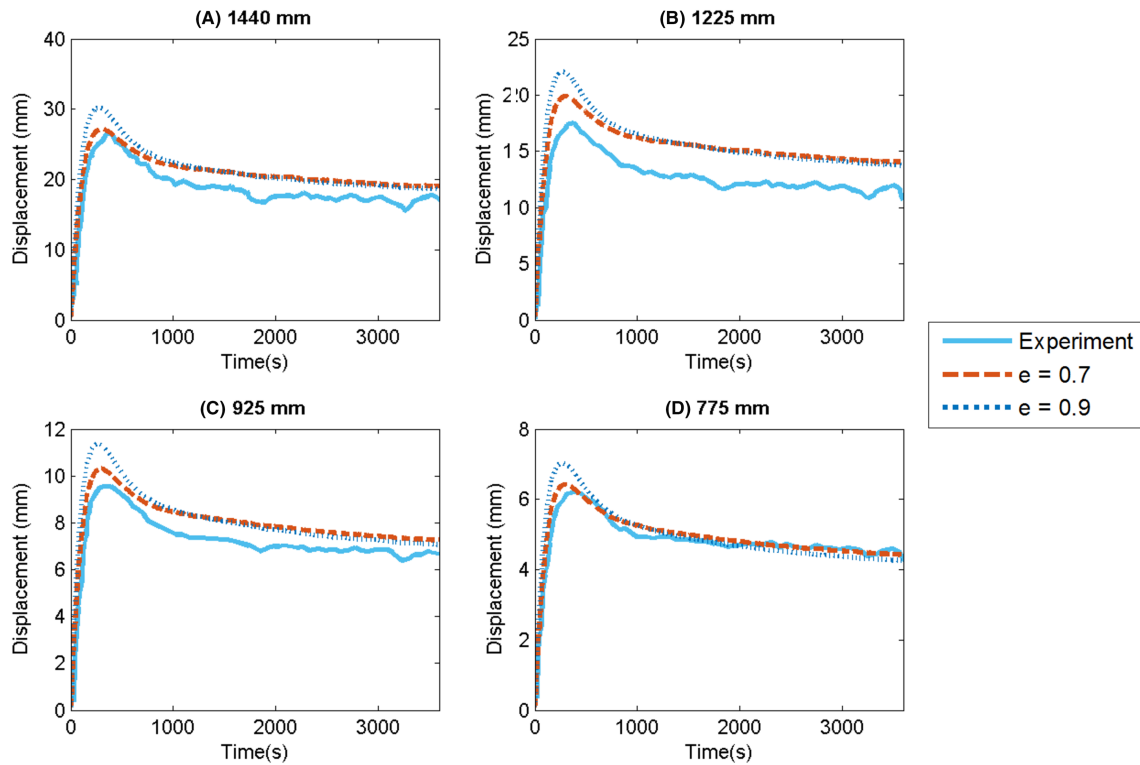 (A) 1440 mm
(B) 1225 mm
Displacement (mm)
40
30
20
10
0
0
1000
2000
3000
Time(s)
Displacement (mm)
25
20
15
10
5
0
0
1000
2000
3000
Time(s)
Experiment
e = 0.7
e = 0.9
(C) 925 mm
(D) 775 mm
Displacement (mm)
12
10
8
6
4
2
0
0
1000
2000
3000
Time(s)
Displacement (mm)
8
6
4
2
0
0
1000
2000
3000
Time(s)